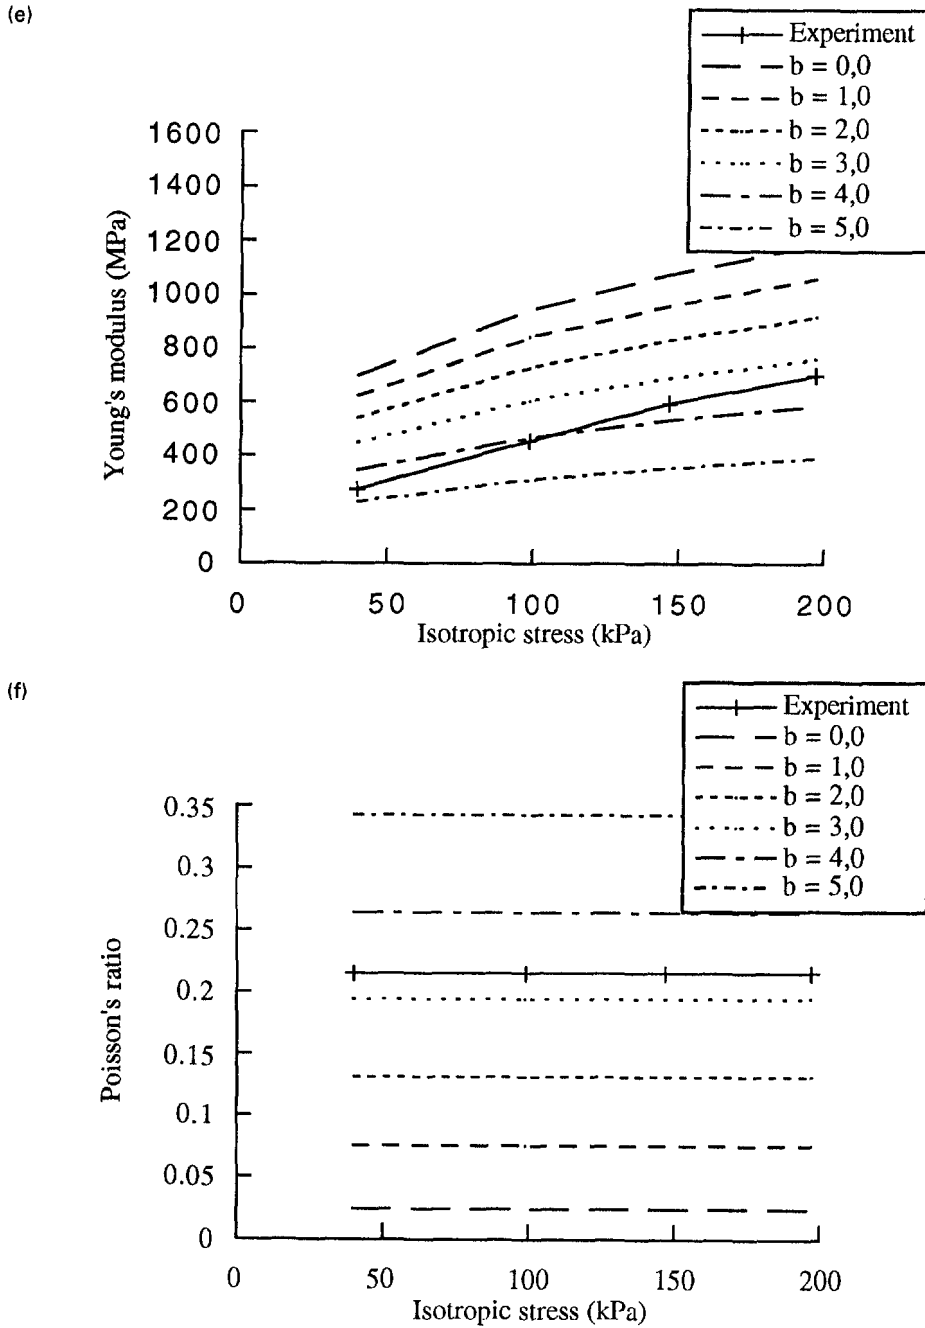 (e)
Experiment
b = 0,0
b = 1,0
b = 2,0
b = 3,0
b = 4,0
b = 5,0
Young's modulus (MPa)
1600
1400
1200
1000
800
600
400
200
0
0 50 100 150 200
Isotropic stress (kPa)
(f)
Experiment
b = 0,0
b = 1,0
b = 2,0
b = 3,0
b = 4,0
b = 5,0
Poisson's ratio
0.35
0.3
0.25
0.2
0.15
0.1
0.05
0
0 50 100 150 200
Isotropic stress (kPa)